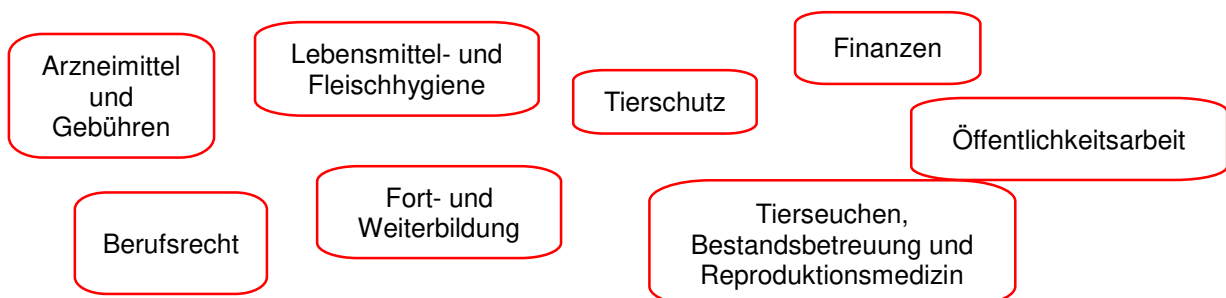 Arzneimittel
und
Gebühren
Lebensmittel- und
Fleischhygiene
Tierschutz
Finanzen
Öffentlichkeitsarbeit
Berufsrecht
Fort- und
Weiterbildung
Tierseuchen,
Bestandsbetreuung und
Reproduktionsmedizin